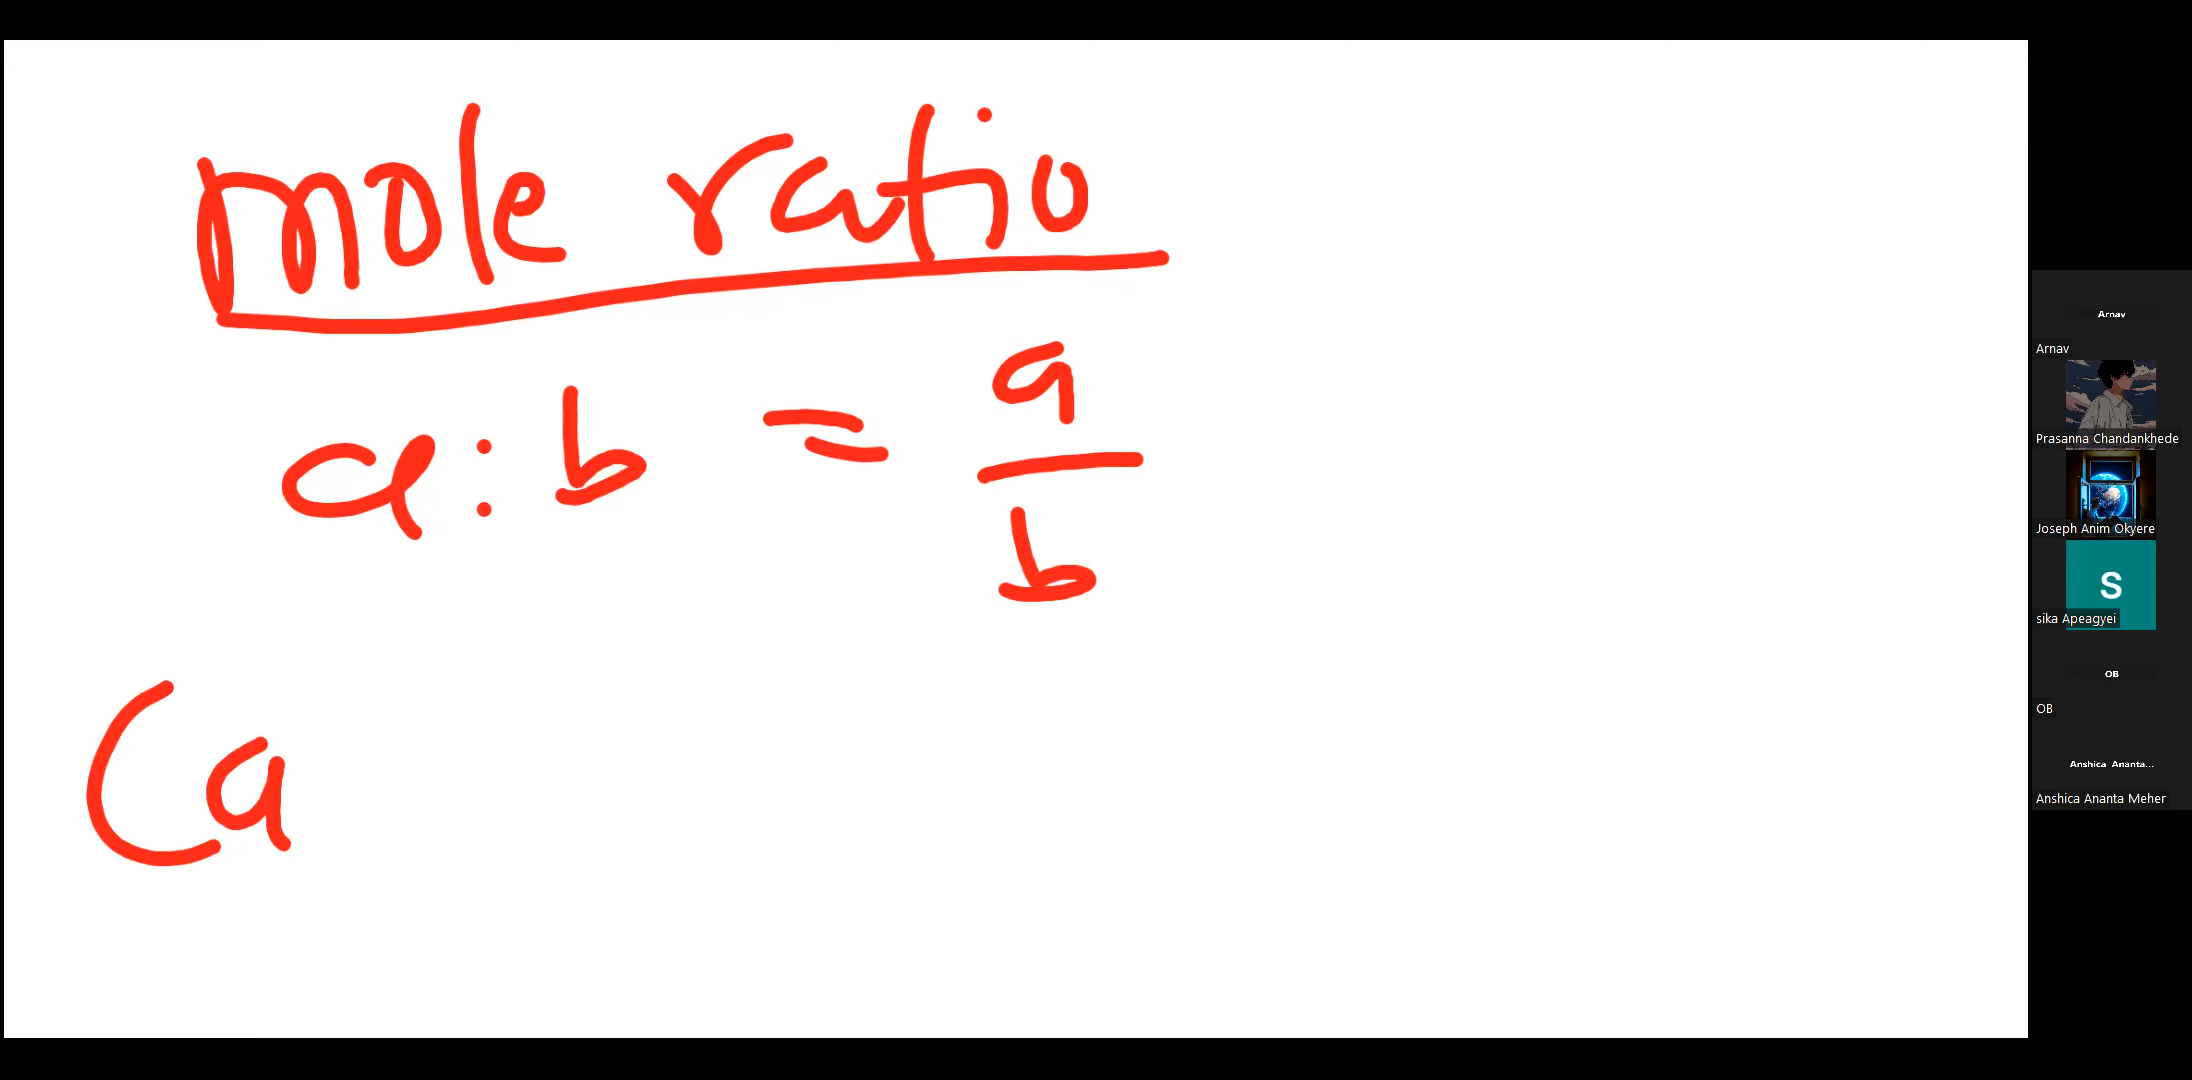 mole ratio
a : b = a/b
Ca
Arnav
Arnav
Prasanna Chandankhede
Joseph Anim Okyere
S
sika Apeagyei
OB
OB
Anshica Ananta...
Anshica Ananta Meher